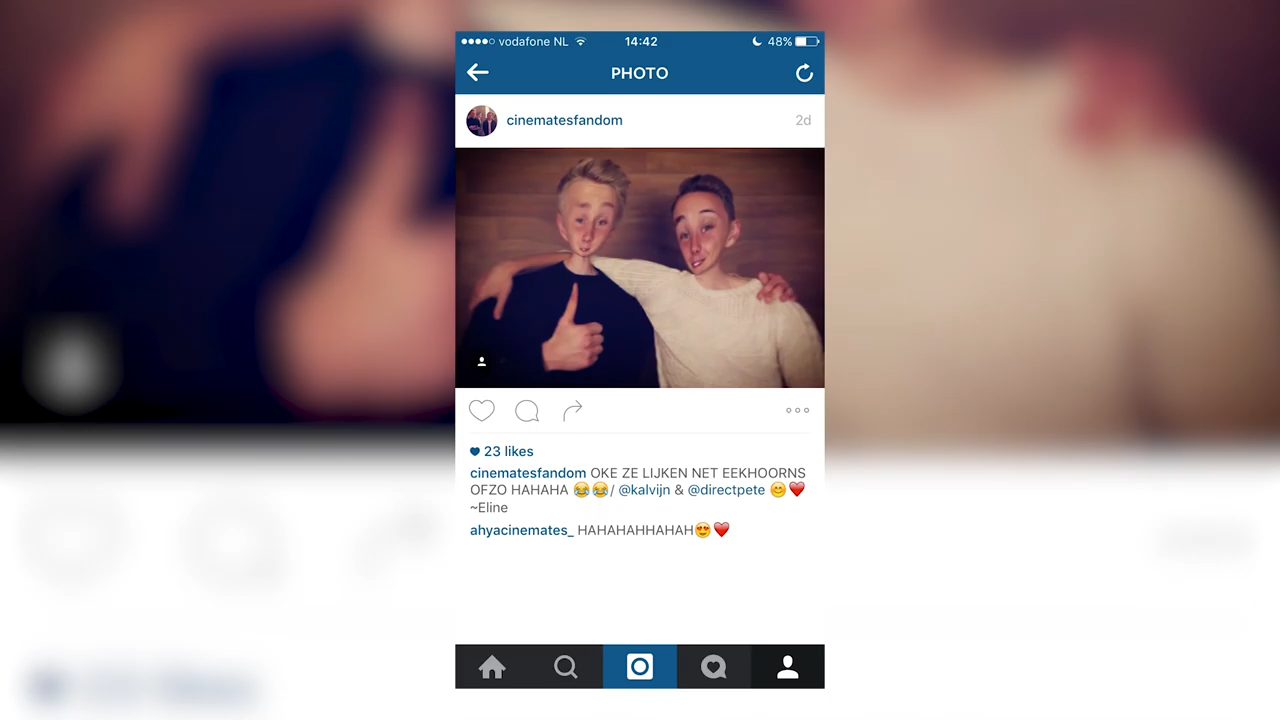 vodafone NL 14:42 48%
PHOTO
cinematesfandom 2d
23 likes
cinematesfandom OKE ZE LIJKEN NET EEKHOORNS
OFZO HAHAHA 😂😂/ @kalvijn & @directpete 😊❤️
~Eline
ahyacinemates_ HAHAHAHHAHAH😍❤️